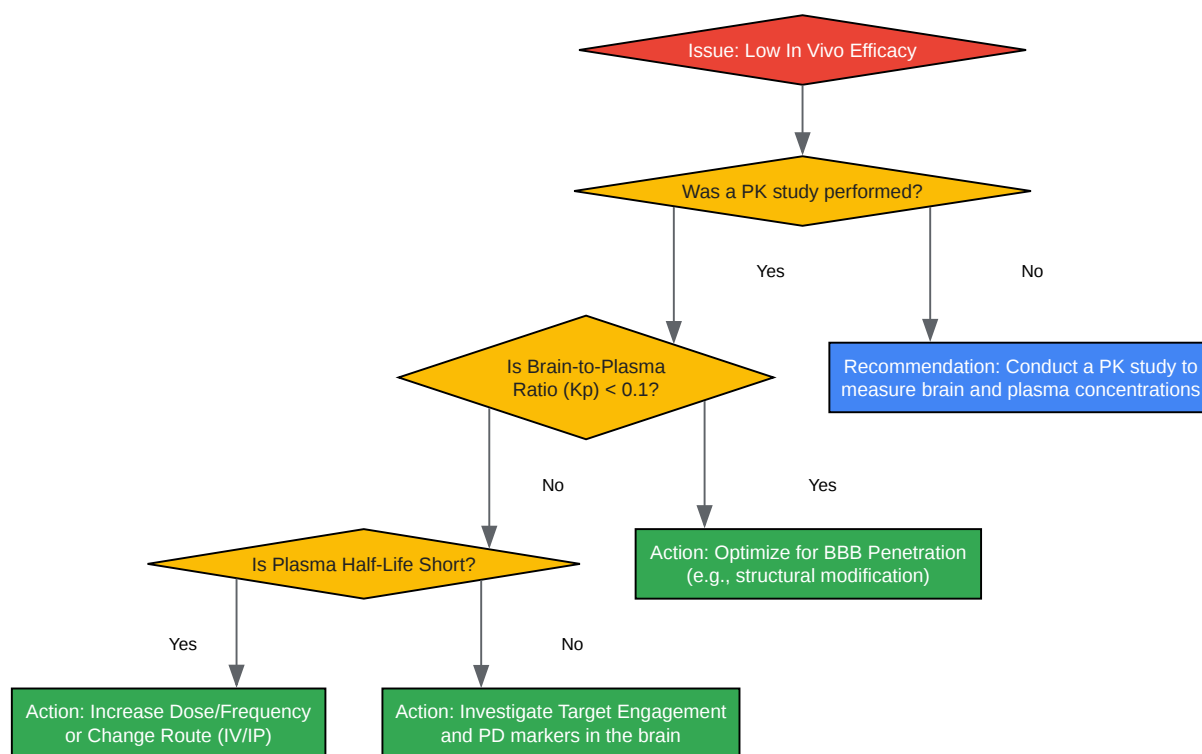 Issue: Low In Vivo Efficacy
Was a PK study performed?
Yes
No
Is Brain-to-Plasma
Ratio (Kp) < 0.1?
Recommendation: Conduct a PK study to
measure brain and plasma concentrations
No
Yes
Is Plasma Half-Life Short?
Action: Optimize for BBB Penetration
(e.g., structural modification)
Yes
No
Action: Increase Dose/Frequency
or Change Route (IV/IP)
Action: Investigate Target Engagement
and PD markers in the brain